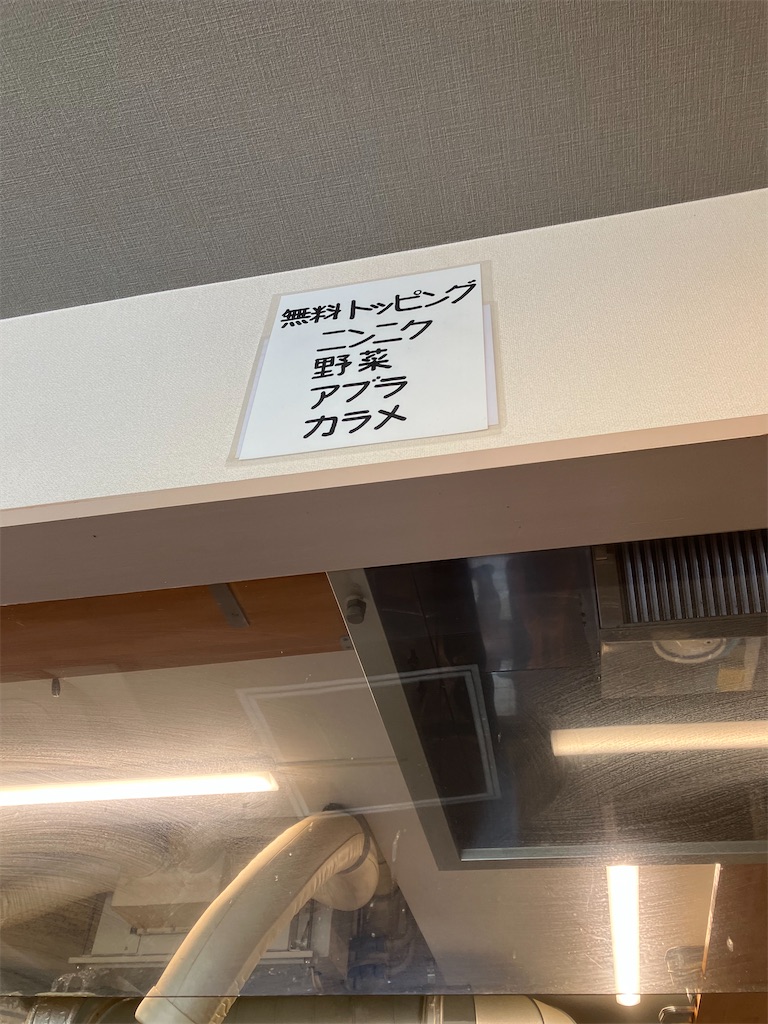 無料トッピング
ニンニク
野菜
アブラ
カラメ